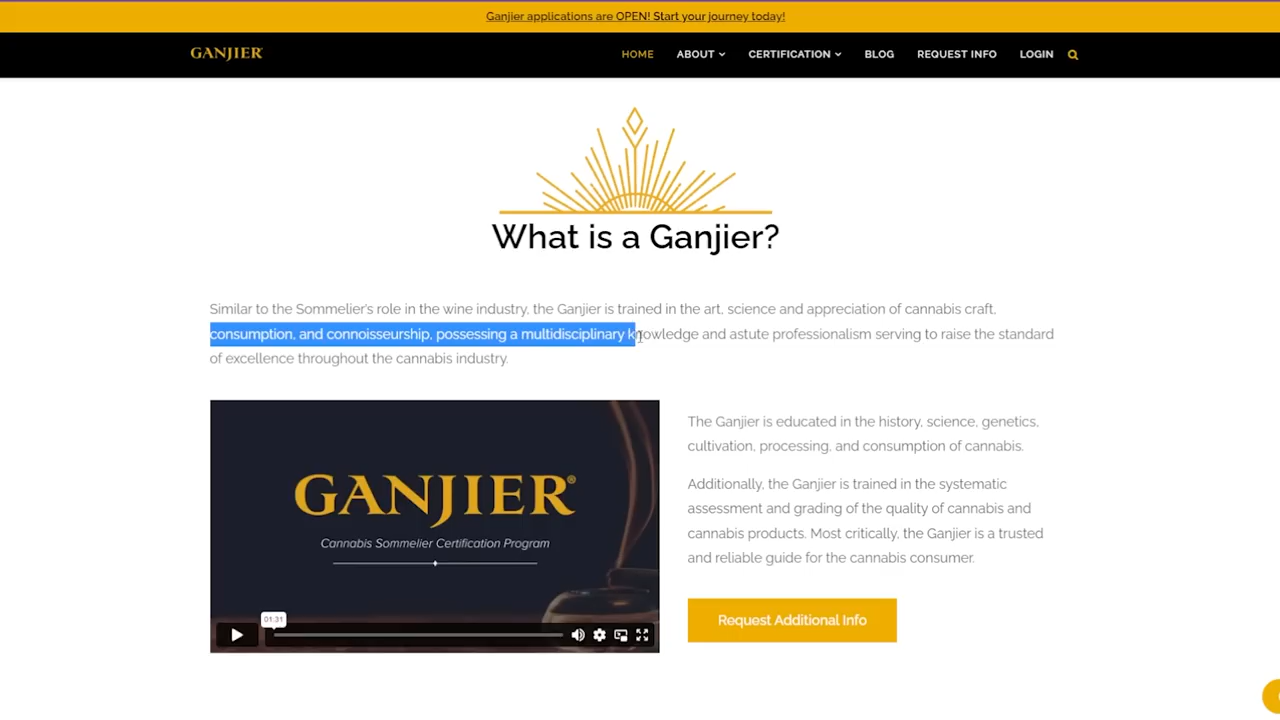 Ganjier applications are OPEN! Start your journey today!
GANJIER HOME ABOUT CERTIFICATION BLOG REQUEST INFO LOGIN
What is a Ganjier?
Similar to the Sommelier's role in the wine industry, the Ganjier is trained in the art, science and appreciation of cannabis craft,
consumption, and connoisseurship, possessing a multidisciplinary knowledge and astute professionalism serving to raise the standard
of excellence throughout the cannabis industry.
GANJIER®
Cannabis Sommelier Certification Program
01:31
The Ganjier is educated in the history, science, genetics,
cultivation, processing, and consumption of cannabis.
Additionally, the Ganjier is trained in the systematic
assessment and grading of the quality of cannabis and
cannabis products. Most critically, the Ganjier is a trusted
and reliable guide for the cannabis consumer.
Request Additional Info